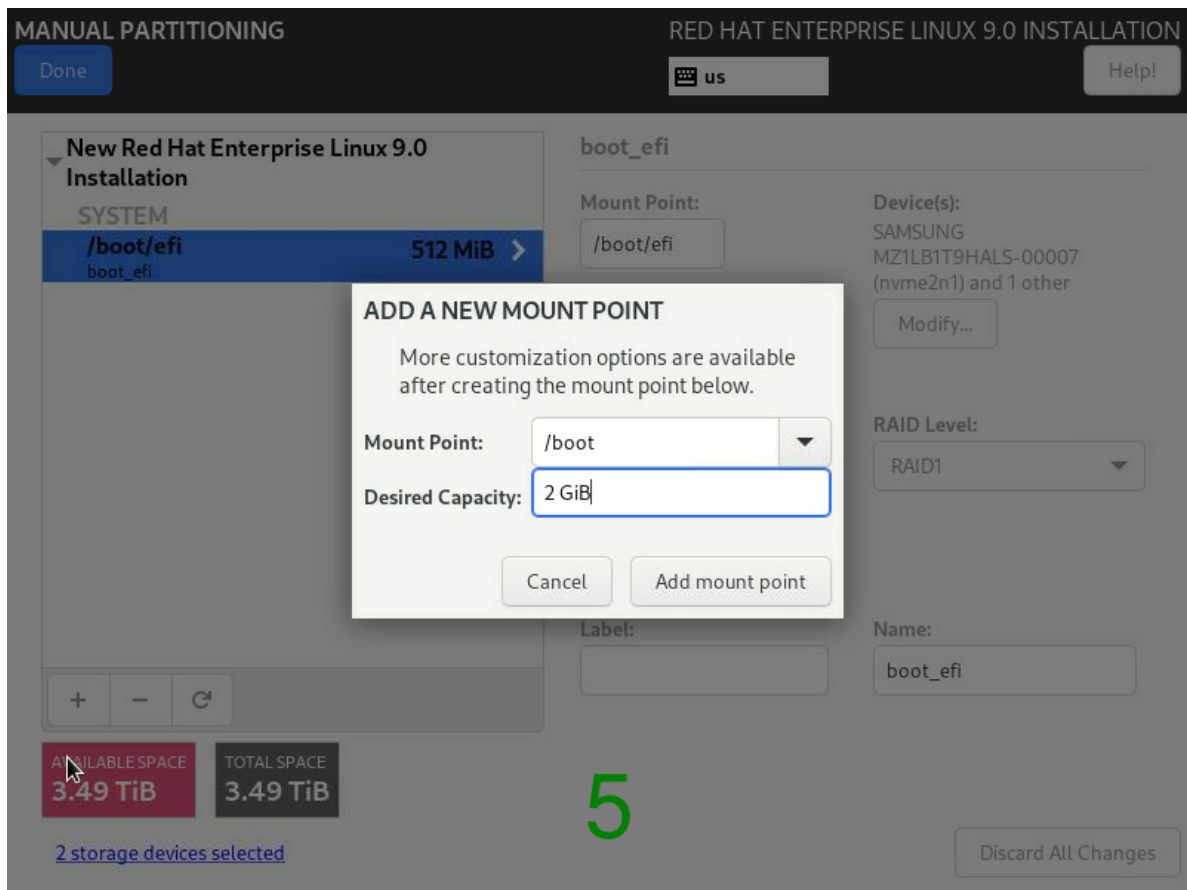 MANUAL PARTITIONING
RED HAT ENTERPRISE LINUX 9.0 INSTALLATION
Done
us
Help!
New Red Hat Enterprise Linux 9.0
Installation
SYSTEM
/boot/efi
512 MiB
boot_efi
boot_efi
Mount Point:
/boot/efi
Device(s):
SAMSUNG
MZ1LB1T9HALS-00007
(nvme2n1) and 1 other
Modify...
RAID Level:
RAID1
Label:
Name:
boot_efi
ADD A NEW MOUNT POINT
More customization options are available
after creating the mount point below.
Mount Point:
/boot
Desired Capacity:
2 GiB
Cancel
Add mount point
+
−
AVAILABLE SPACE
3.49 TiB
TOTAL SPACE
3.49 TiB
5
2 storage devices selected
Discard All Changes